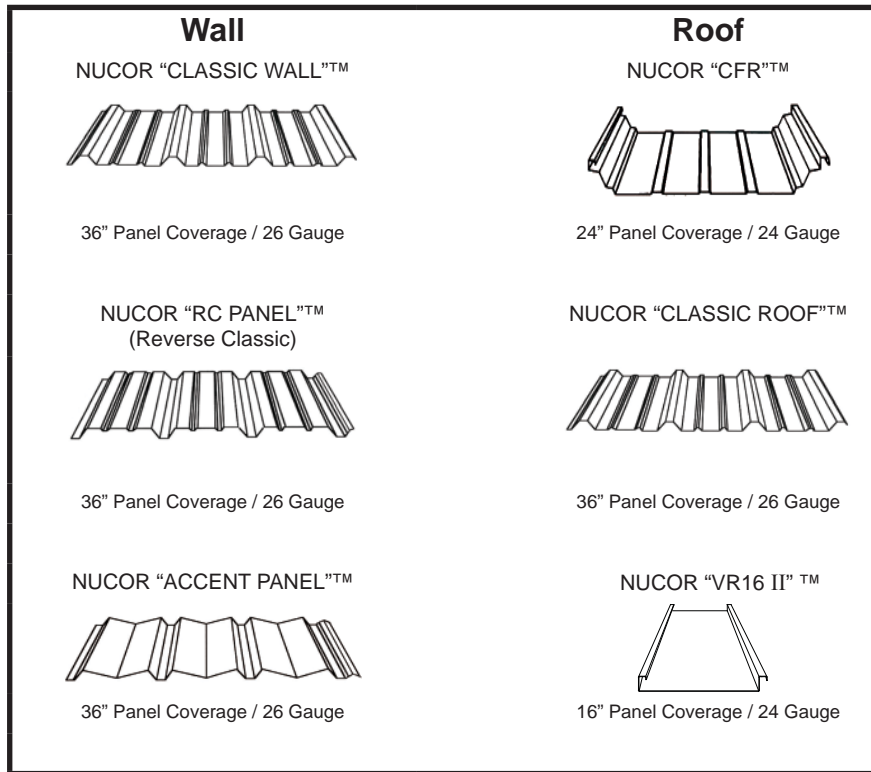 Wall
NUCOR “CLASSIC WALL”™
36” Panel Coverage / 26 Gauge
NUCOR “RC PANEL”™
(Reverse Classic)
36” Panel Coverage / 26 Gauge
NUCOR “ACCENT PANEL”™
36” Panel Coverage / 26 Gauge
Roof
NUCOR “CFR”™
24” Panel Coverage / 24 Gauge
NUCOR “CLASSIC ROOF”™
36” Panel Coverage / 26 Gauge
NUCOR “VR16 II” ™
16” Panel Coverage / 24 Gauge